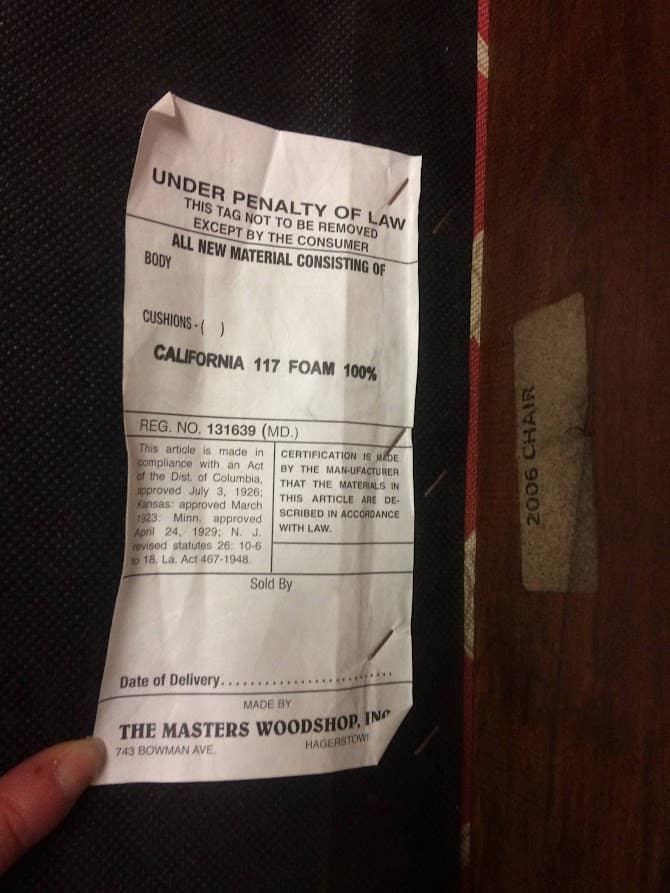 UNDER PENALTY OF LAW
THIS TAG NOT TO BE REMOVED
EXCEPT BY THE CONSUMER
ALL NEW MATERIAL CONSISTING OF
BODY
CUSHIONS - ( )
CALIFORNIA 117 FOAM 100%
REG. NO. 131639 (MD.)
This article is made in
compliance with an Act
of the Dist. of Columbia,
approved July 3, 1926;
Kansas: approved March
1923: Minn. approved
April 24, 1929; N. J.
revised statutes 26: 10-6
to 18, La. Act 467-1948.
CERTIFICATION IS MADE
BY THE MAN-UFACTURER
THAT THE MATERIALS IN
THIS ARTICLE ARE DE-
SCRIBED IN ACCORDANCE
WITH LAW.
Sold By
Date of Delivery..............................
MADE BY
THE MASTERS WOODSHOP, INC
743 BOWMAN AVE.
HAGERSTOW
2006 CHAIR